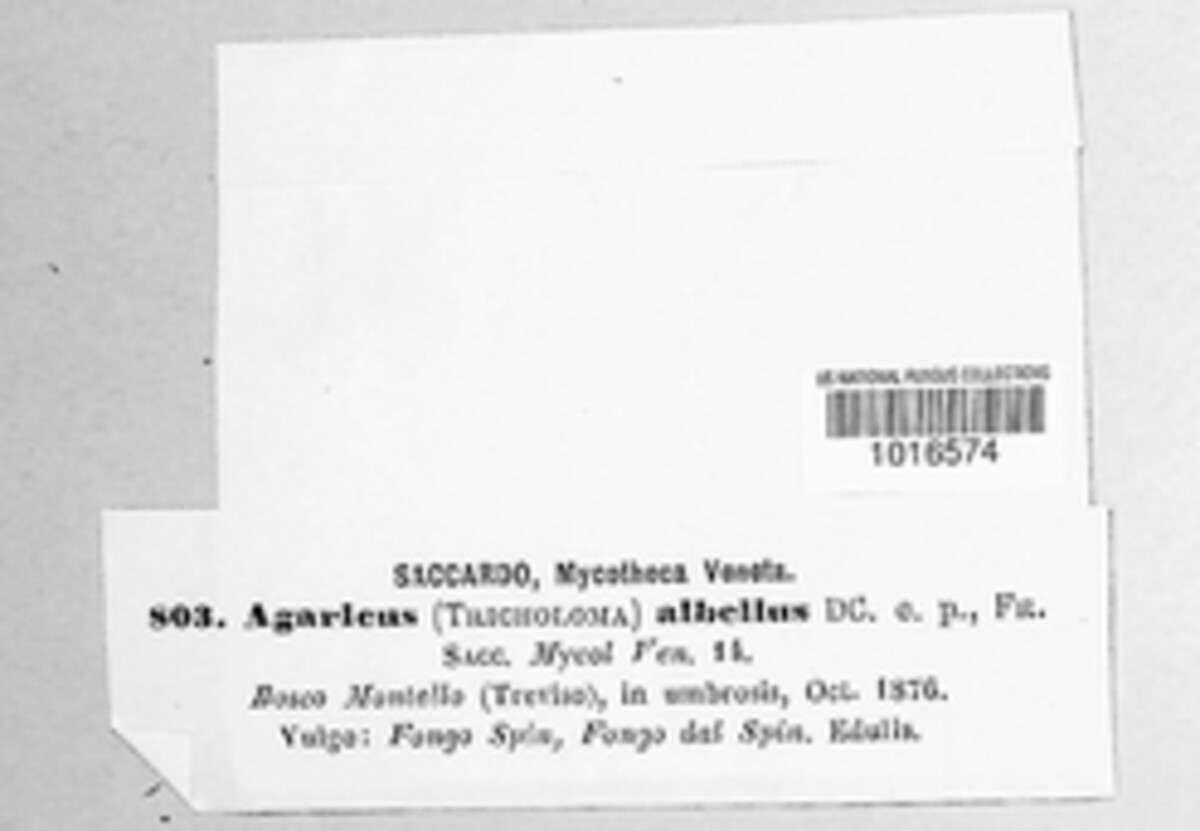 US NATIONAL FUNGUS COLLECTIONS
1016574
SACCARDO, Mycotheca Veneta.
803. Agaricus (TRICHOLOMA) albellus DC. e. p., FR.
SACC. Mycol Ven.
Bosco Montello (Treviso), in umbrosis, Oct. 1876.
Vulgo: Fongo Spin, Fongo dal Spin. Edulis.